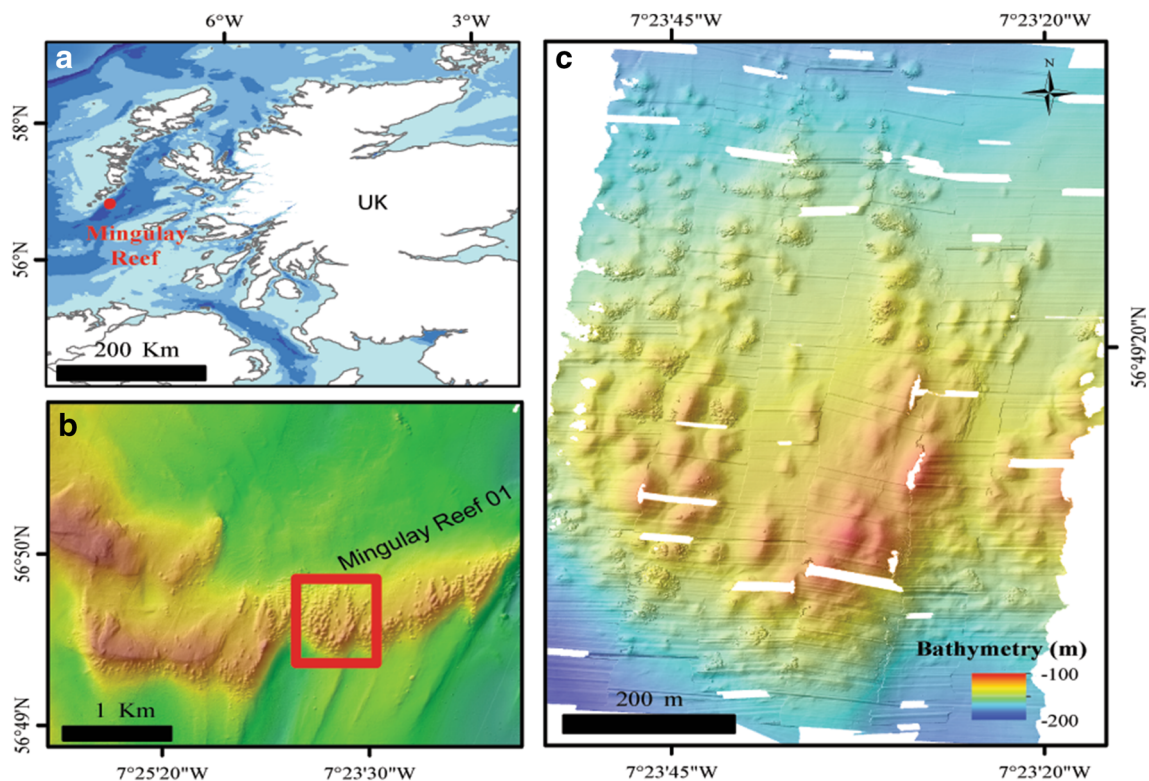 6°W
3°W
a
58°N
56°N
UK
Mingulay
Reef
200 Km
b
Mingulay Reef 01
56°50'N
56°49'N
1 Km
7°25'20"W
7°23'30"W
7°23'45"W
7°23'20"W
c
N
56°49'20"N
Bathymetry (m)
-100
-200
200 m
7°23'45"W
7°23'20"W